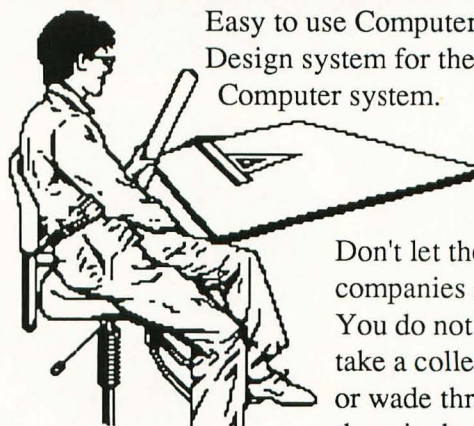 Easy to use Computer
Design system for the
Computer system.
Don't let the
companies
You do not
take a colle
or wade thr